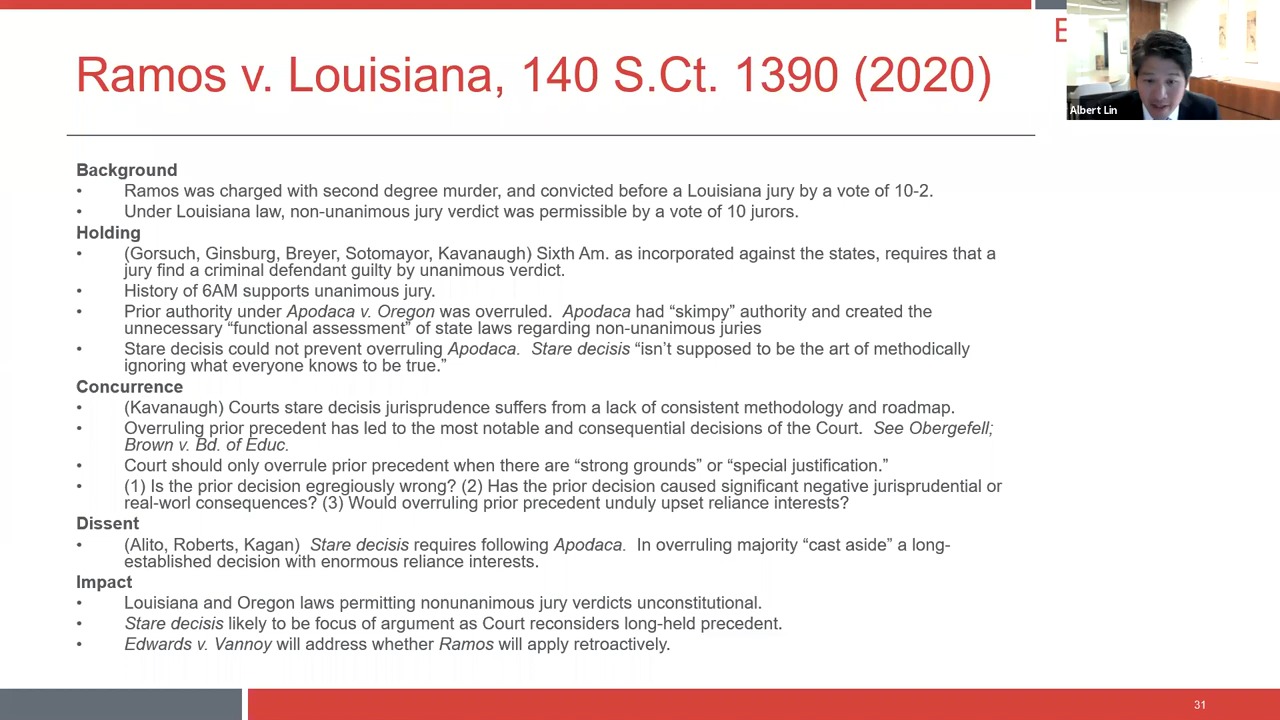 Ramos v. Louisiana, 140 S.Ct. 1390 (2020)
E
Albert Lin
Background
• Ramos was charged with second degree murder, and convicted before a Louisiana jury by a vote of 10-2.
• Under Louisiana law, non-unanimous jury verdict was permissible by a vote of 10 jurors.
Holding
• (Gorsuch, Ginsburg, Breyer, Sotomayor, Kavanaugh) Sixth Am. as incorporated against the states, requires that a
jury find a criminal defendant guilty by unanimous verdict.
• History of 6AM supports unanimous jury.
• Prior authority under Apodaca v. Oregon was overruled.  Apodaca had “skimpy” authority and created the
unnecessary “functional assessment” of state laws regarding non-unanimous juries
• Stare decisis could not prevent overruling Apodaca.  Stare decisis “isn’t supposed to be the art of methodically
ignoring what everyone knows to be true.”
Concurrence
• (Kavanaugh) Courts stare decisis jurisprudence suffers from a lack of consistent methodology and roadmap.
• Overruling prior precedent has led to the most notable and consequential decisions of the Court.  See Obergefell;
Brown v. Bd. of Educ.
• Court should only overrule prior precedent when there are “strong grounds” or “special justification.”
• (1) Is the prior decision egregiously wrong? (2) Has the prior decision caused significant negative jurisprudential or
real-worl consequences? (3) Would overruling prior precedent unduly upset reliance interests?
Dissent
• (Alito, Roberts, Kagan)  Stare decisis requires following Apodaca.  In overruling majority “cast aside” a long-
established decision with enormous reliance interests.
Impact
• Louisiana and Oregon laws permitting nonunanimous jury verdicts unconstitutional.
• Stare decisis likely to be focus of argument as Court reconsiders long-held precedent.
• Edwards v. Vannoy will address whether Ramos will apply retroactively.
31